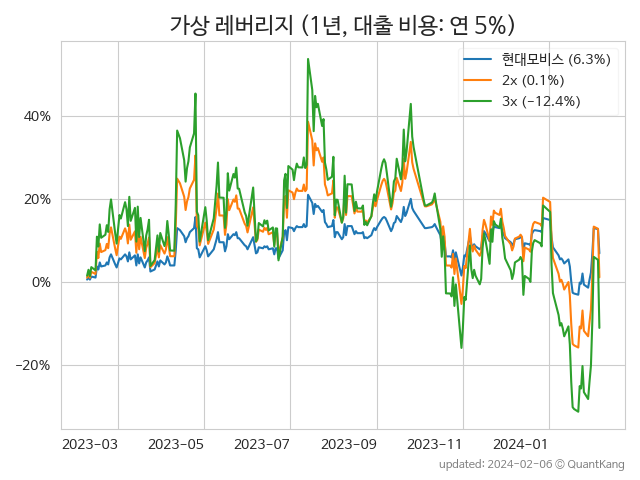 가상 레버리지 (1년, 대출 비용: 연 5%)
현대모비스 (6.3%)
2x (0.1%)
3x (−12.4%)
40%
20%
0%
−20%
2023-03 2023-05 2023-07 2023-09 2023-11 2024-01
updated: 2024-02-06 © QuantKang